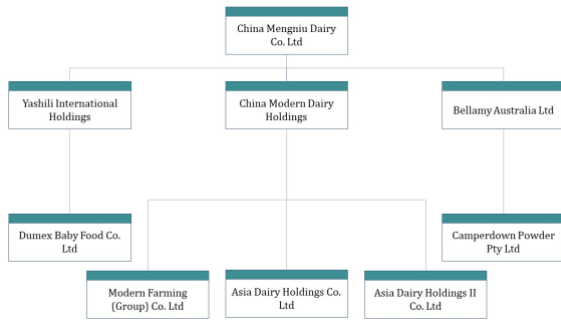 China Mengniu Dairy
Co. Ltd
Yashili International
Holdings
China Modern Dairy
Holdings
Bellamy Australia Ltd
Dumex Baby Food Co.
Ltd
Camperdown Powder
Pty Ltd
Modern Farming
(Group) Co. Ltd
Asia Dairy Holdings Co.
Ltd
Asia Dairy Holdings II
Co. Ltd